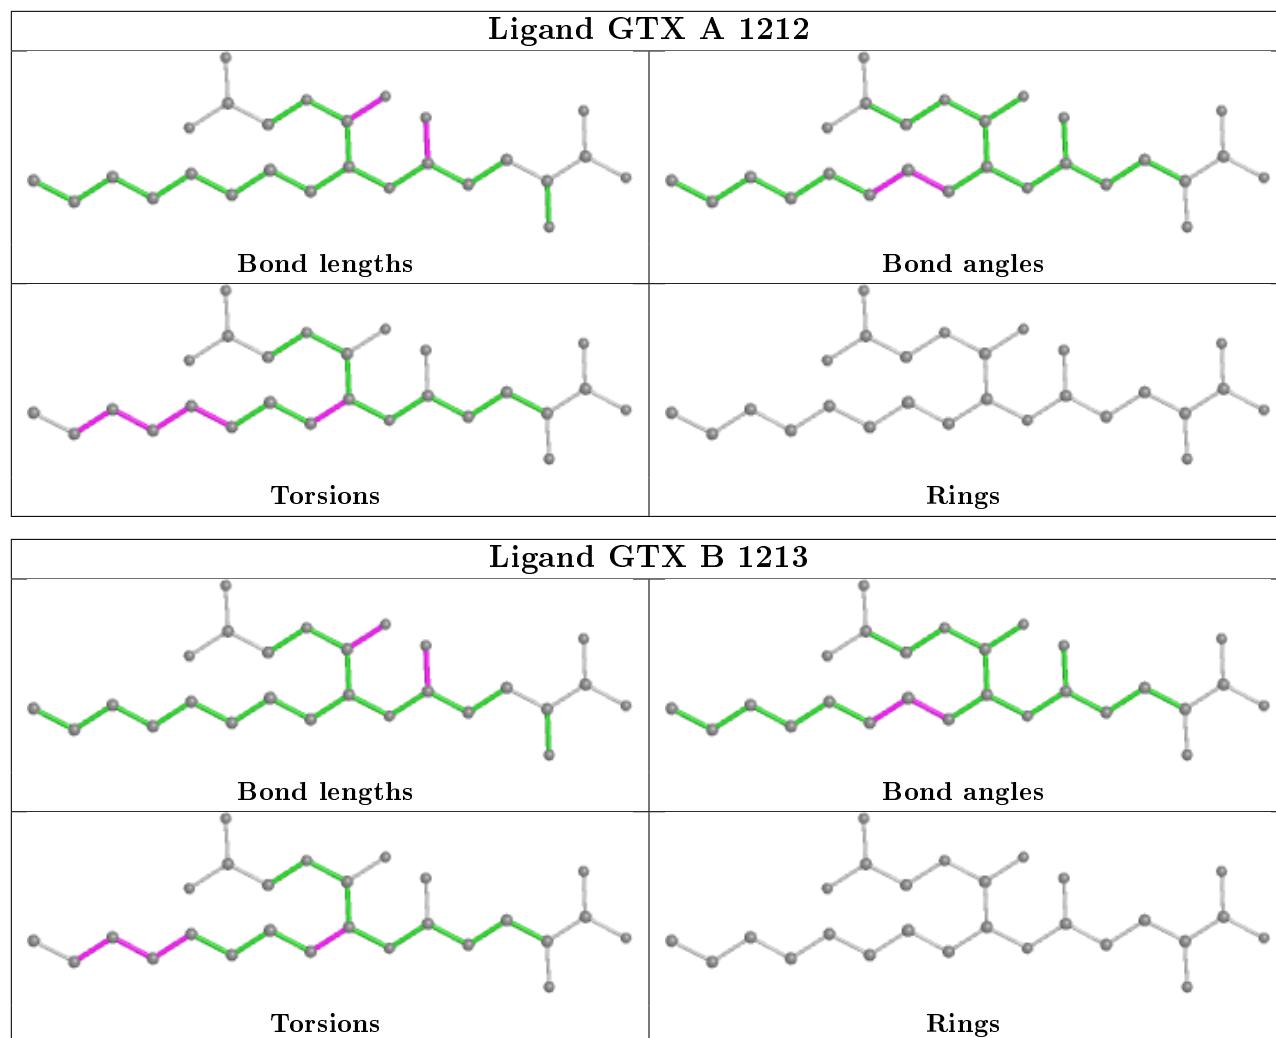 Ligand GTX A 1212
Bond lengths
Bond angles
Torsions
Rings
Ligand GTX B 1213
Bond lengths
Bond angles
Torsions
Rings